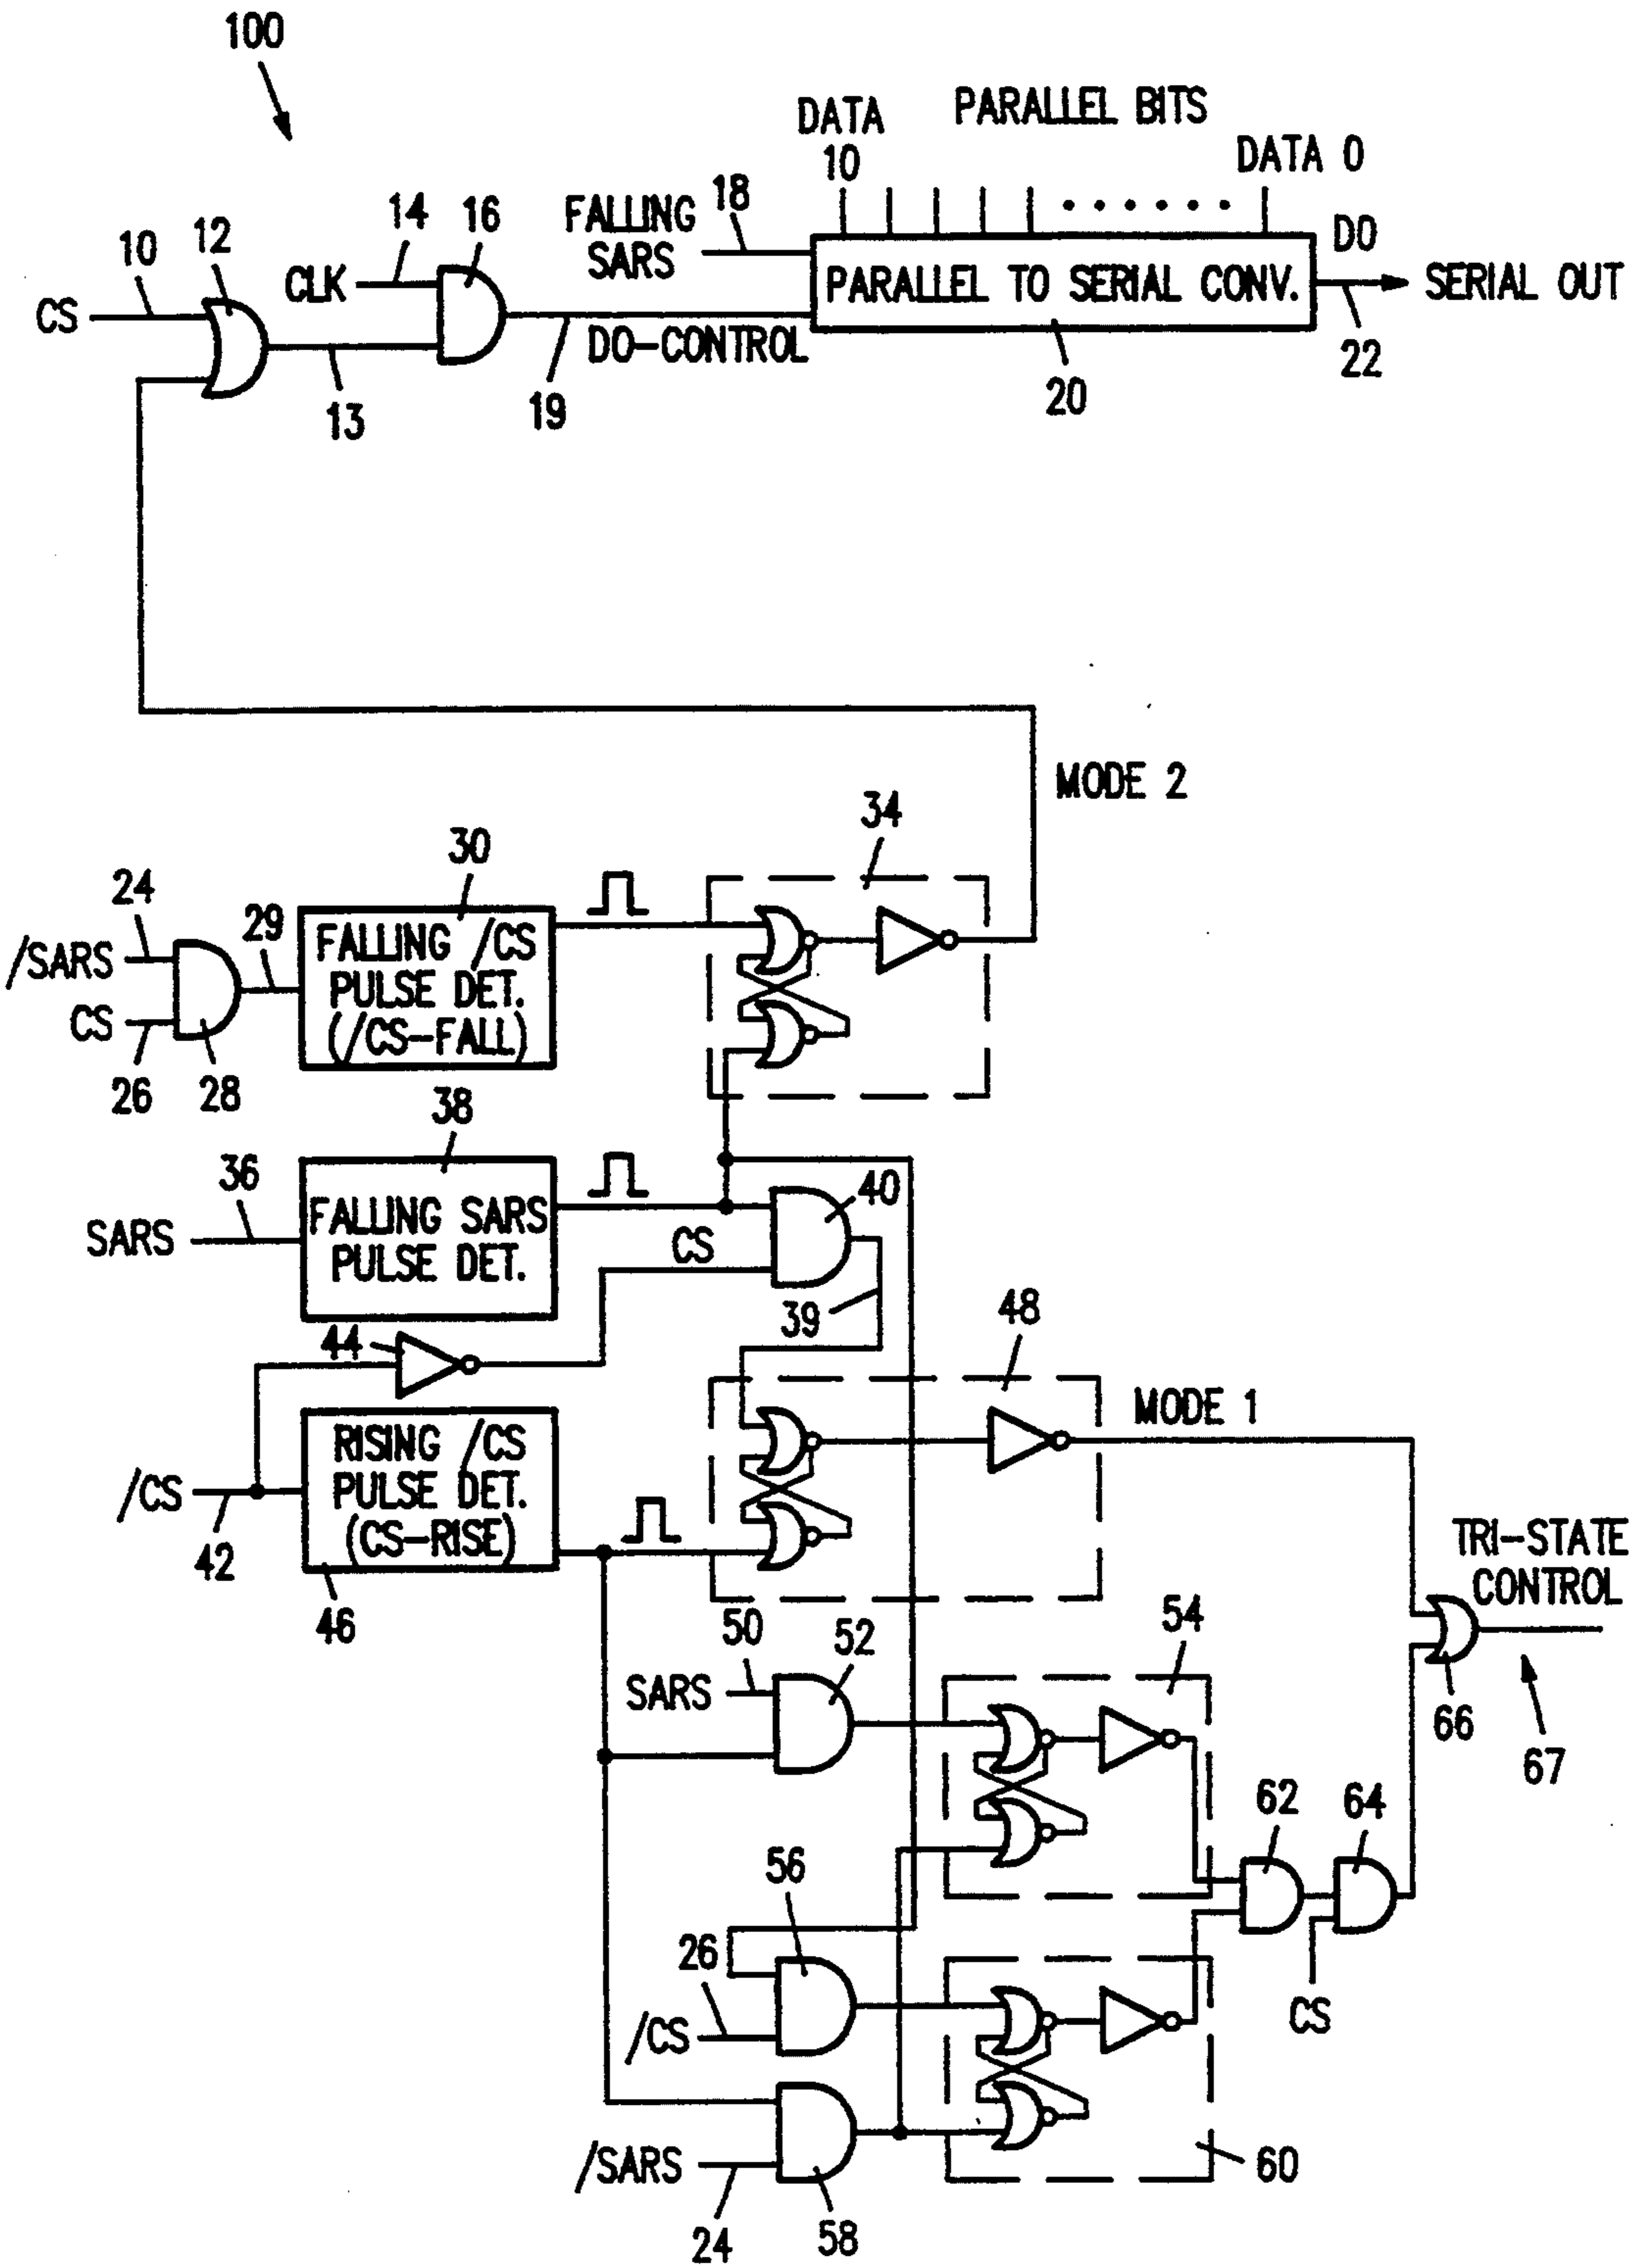 100
DATA 10
PARALLEL BITS
DATA 0
FALLING SARS
18
14
16
10
12
CLK
CS
13
DO-CONTROL
19
PARALLEL TO SERIAL CONV.
20
DO
22
SERIAL OUT
MODE 2
34
30
24
/SARS
CS
26
28
29
FALLING /CS
PULSE DET.
(/CS-FALL)
38
36
SARS
FALLING SARS
PULSE DET.
CS
40
39
44
48
MODE 1
RISING /CS
PULSE DET.
(CS-RISE)
/CS
42
46
TRI-STATE
CONTROL
66
67
50
52
SARS
54
62
64
CS
56
26
/CS
/SARS
24
58
60